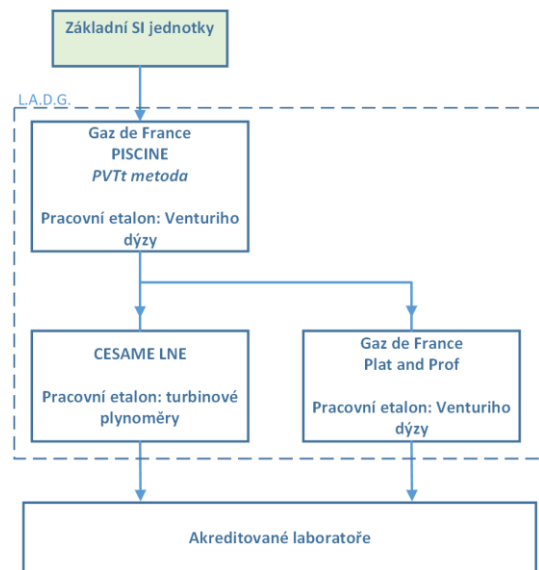 Základní SI jednotky
L.A.D.G.
Gaz de France
PISCINE
PVTt metoda
Pracovní etalon: Venturiho
dýzy
CESAME LNE
Pracovní etalon: turbinové
plynoměry
Gaz de France
Plat and Prof
Pracovní etalon: Venturiho
dýzy
Akreditované laboratoře